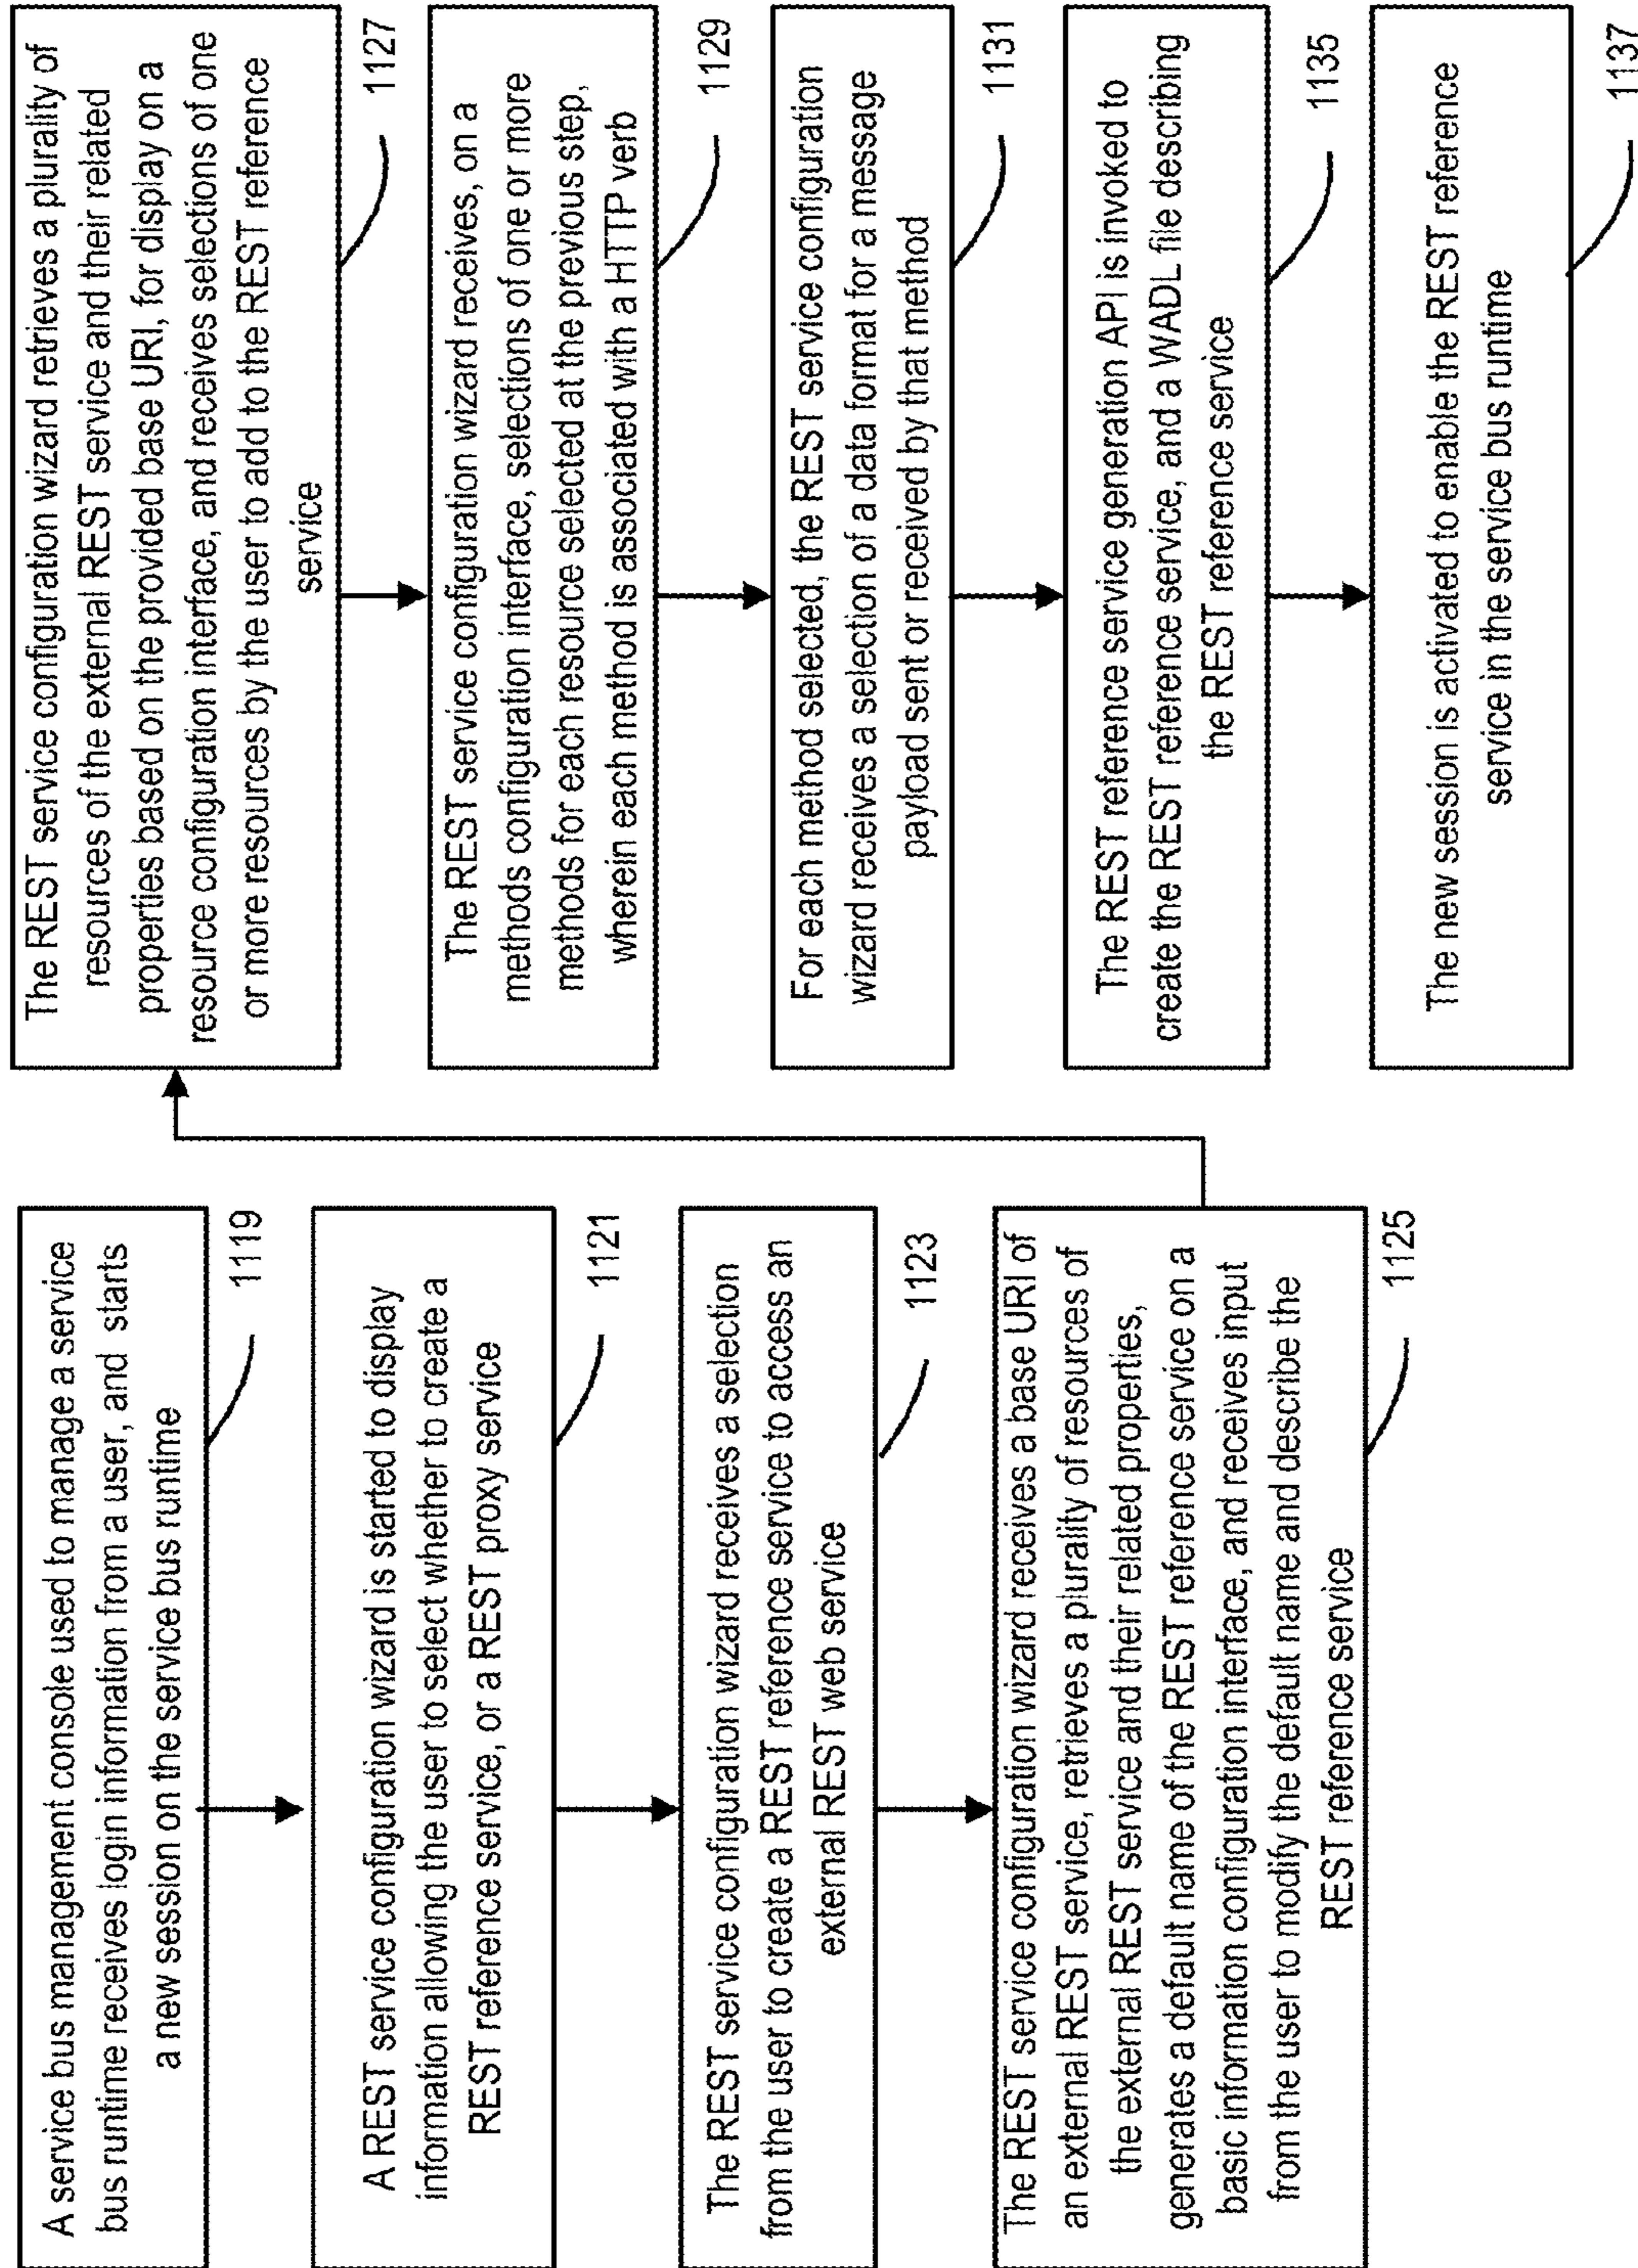 A service bus management console used to manage a service
bus runtime receives login information from a user, and starts
a new session on the service bus runtime
1119
A REST service configuration wizard is started to display
information allowing the user to select whether to create a
REST reference service, or a REST proxy service
1121
The REST service configuration wizard receives a selection
from the user to create a REST reference service to access an
external REST web service
1123
The REST service configuration wizard receives a base URI of
an external REST service, retrieves a plurality of resources of
the external REST service and their related properties,
generates a default name of the REST reference service on a
basic information configuration interface, and receives input
from the user to modify the default name and describe the
REST reference service
1125
The REST service configuration wizard retrieves a plurality of
resources of the external REST service and their related
properties based on the provided base URI, for display on a
resource configuration interface, and receives selections of one
or more resources by the user to add to the REST reference
service
1127
The REST service configuration wizard receives, on a
methods configuration interface, selections of one or more
methods for each resource selected at the previous step,
wherein each method is associated with a HTTP verb
1129
For each method selected, the REST service configuration
wizard receives a selection of a data format for a message
payload sent or received by that method
1131
The REST reference service generation API is invoked to
create the REST reference service, and a WADL file describing
the REST reference service
1135
The new session is activated to enable the REST reference
service in the service bus runtime
1137